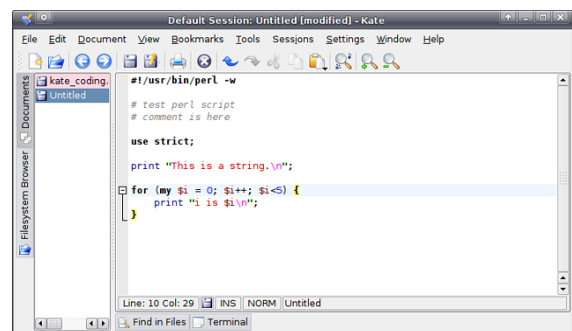 Default Session: Untitled [modified] - Kate
File Edit Document View Bookmarks Tools Sessions Settings Window Help
Documents
Filesystem Browser
kate_coding.
Untitled
#!/usr/bin/perl -w
# test perl script
# comment is here
use strict;
print "This is a string.\n";
for (my $i = 0; $i++; $i<5) {
print "i is $i\n";
}
Line: 10 Col: 29 INS NORM Untitled
Find in Files Terminal